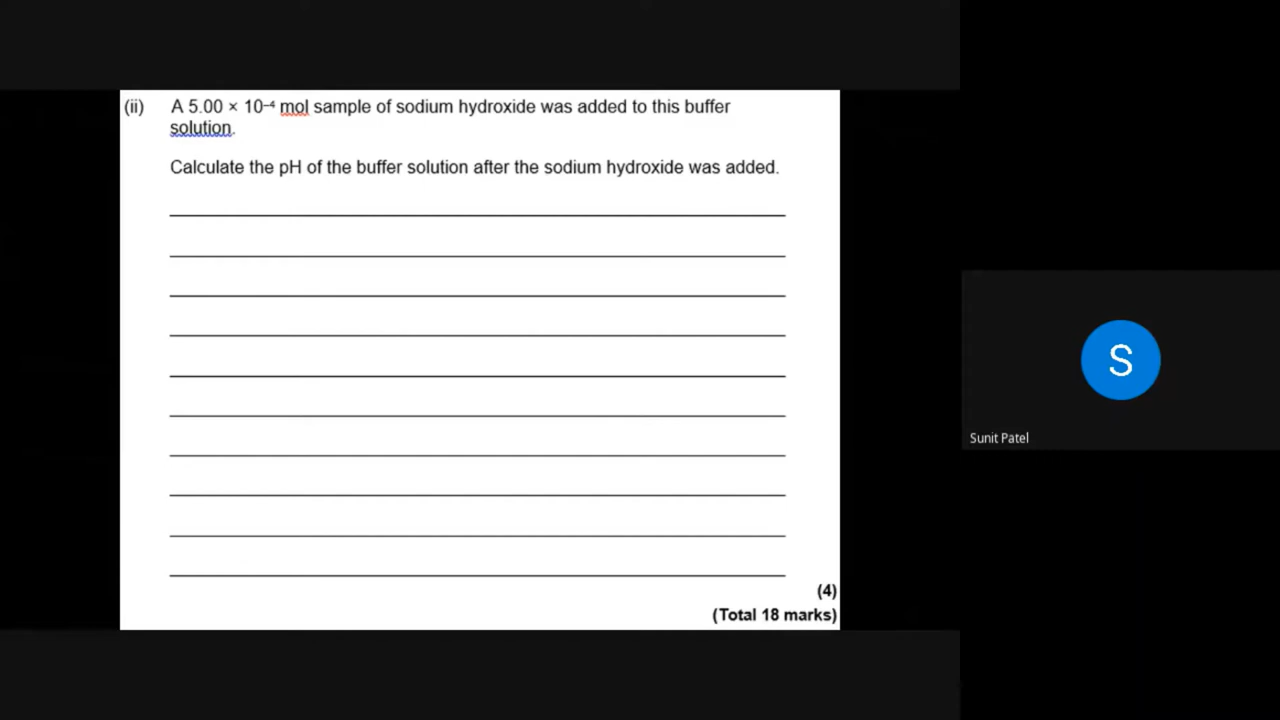 (ii) A 5.00 × 10⁻⁴ mol sample of sodium hydroxide was added to this buffer
solution.
Calculate the pH of the buffer solution after the sodium hydroxide was added.
(4)
(Total 18 marks)
S
Sunit Patel